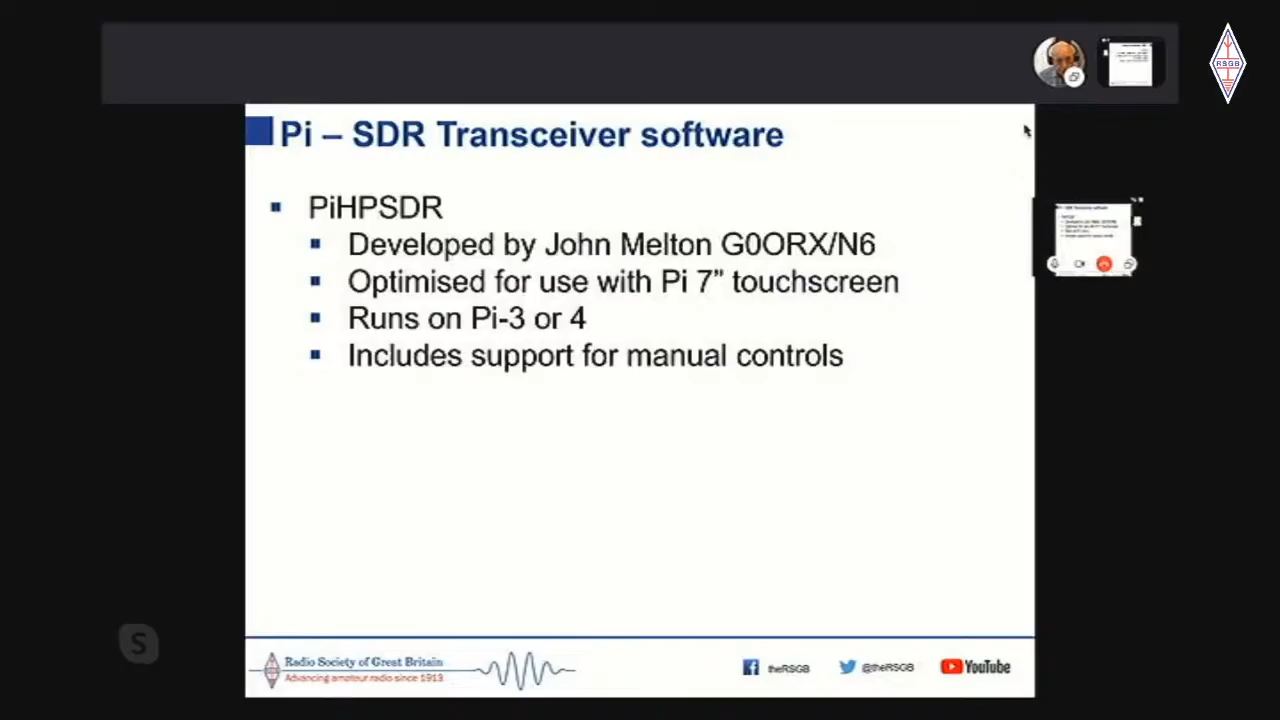 RSGB
Pi – SDR Transceiver software
PiHPSDR
Developed by John Melton G0ORX/N6
Optimised for use with Pi 7” touchscreen
Runs on Pi-3 or 4
Includes support for manual controls
S
Radio Society of Great Britain
Advancing amateur radio since 1913
theRSGB
@theRSGB
YouTube